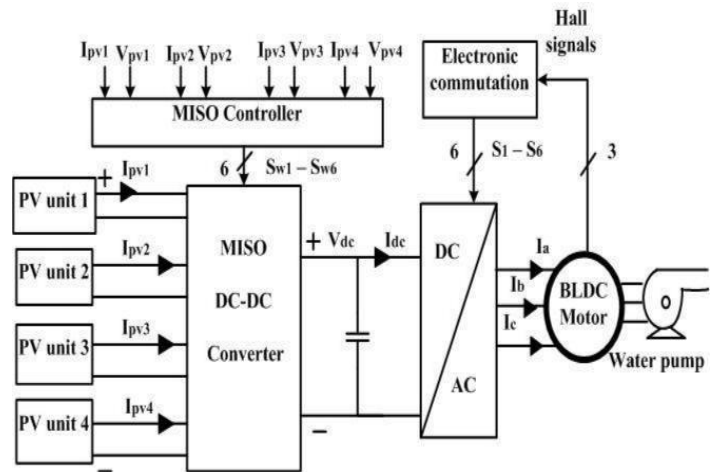 Hall
signals
Ipv1 Vpv1 Ipv2 Vpv2 Ipv3 Vpv3 Ipv4 Vpv4
Electronic
commutation
MISO Controller
6 Sw1 – Sw6
6 S1 – S6
3
+ Ipv1
PV unit 1
Ipv2
PV unit 2
Ipv3
PV unit 3
Ipv4
PV unit 4
–
MISO
DC-DC
Converter
+ Vdc
Idc
–
DC
AC
Ia
Ib
Ic
BLDC
Motor
Water pump